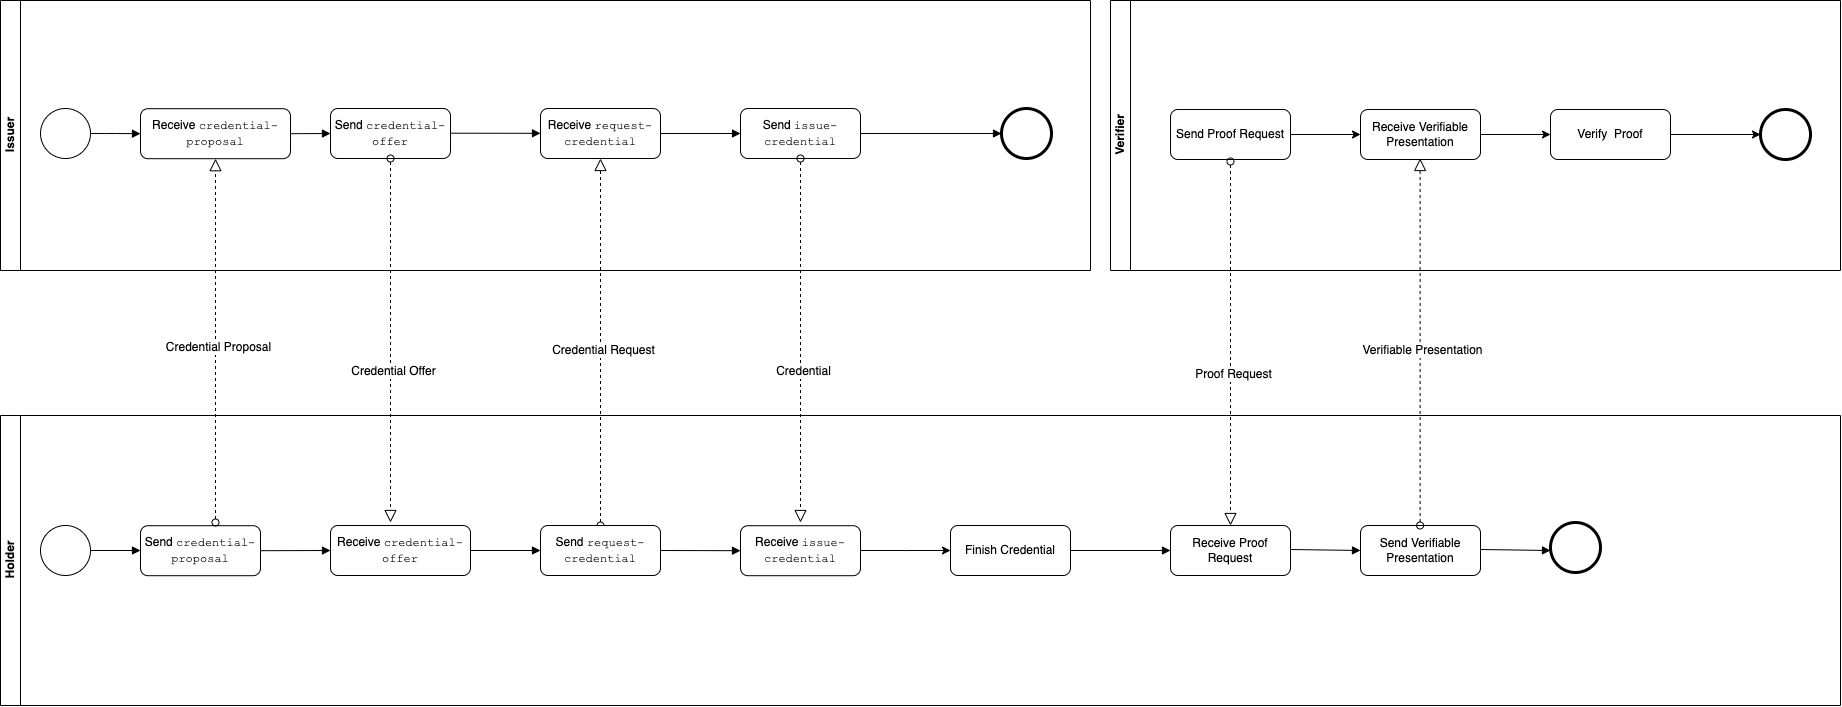 Issuer
Receive credential-
proposal
Send credential-
offer
Receive request-
credential
Send issue-
credential
Verifier
Send Proof Request
Receive Verifiable
Presentation
Verify Proof
Credential Proposal
Credential Offer
Credential Request
Credential
Proof Request
Verifiable Presentation
Holder
Send credential-
proposal
Receive credential-
offer
Send request-
credential
Receive issue-
credential
Finish Credential
Receive Proof
Request
Send Verifiable
Presentation